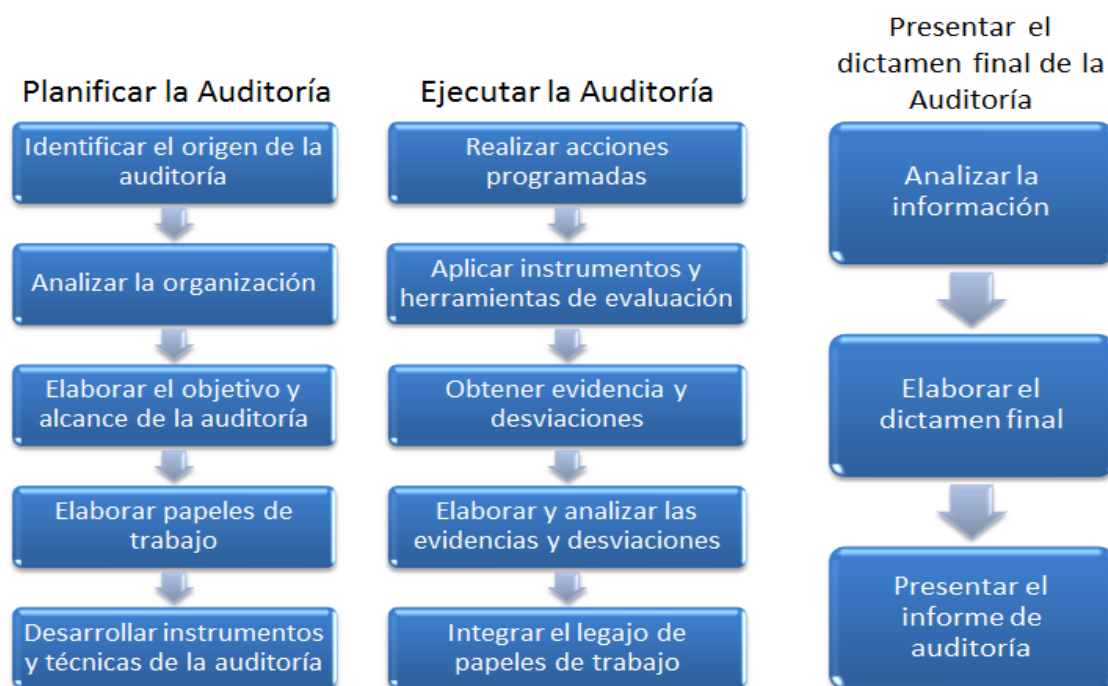 Planificar la Auditoría
Identificar el origen de la
auditoría
Analizar la organización
Elaborar el objetivo y
alcance de la auditoría
Elaborar papeles de
trabajo
Desarrollar instrumentos
y técnicas de la auditoría
Ejecutar la Auditoría
Realizar acciones
programadas
Aplicar instrumentos y
herramientas de evaluación
Obtener evidencia y
desviaciones
Elaborar y analizar las
evidencias y desviaciones
Integrar el legajo de
papeles de trabajo
Presentar el
dictamen final de la
Auditoría
Analizar la
información
Elaborar el
dictamen final
Presentar el
informe de
auditoría